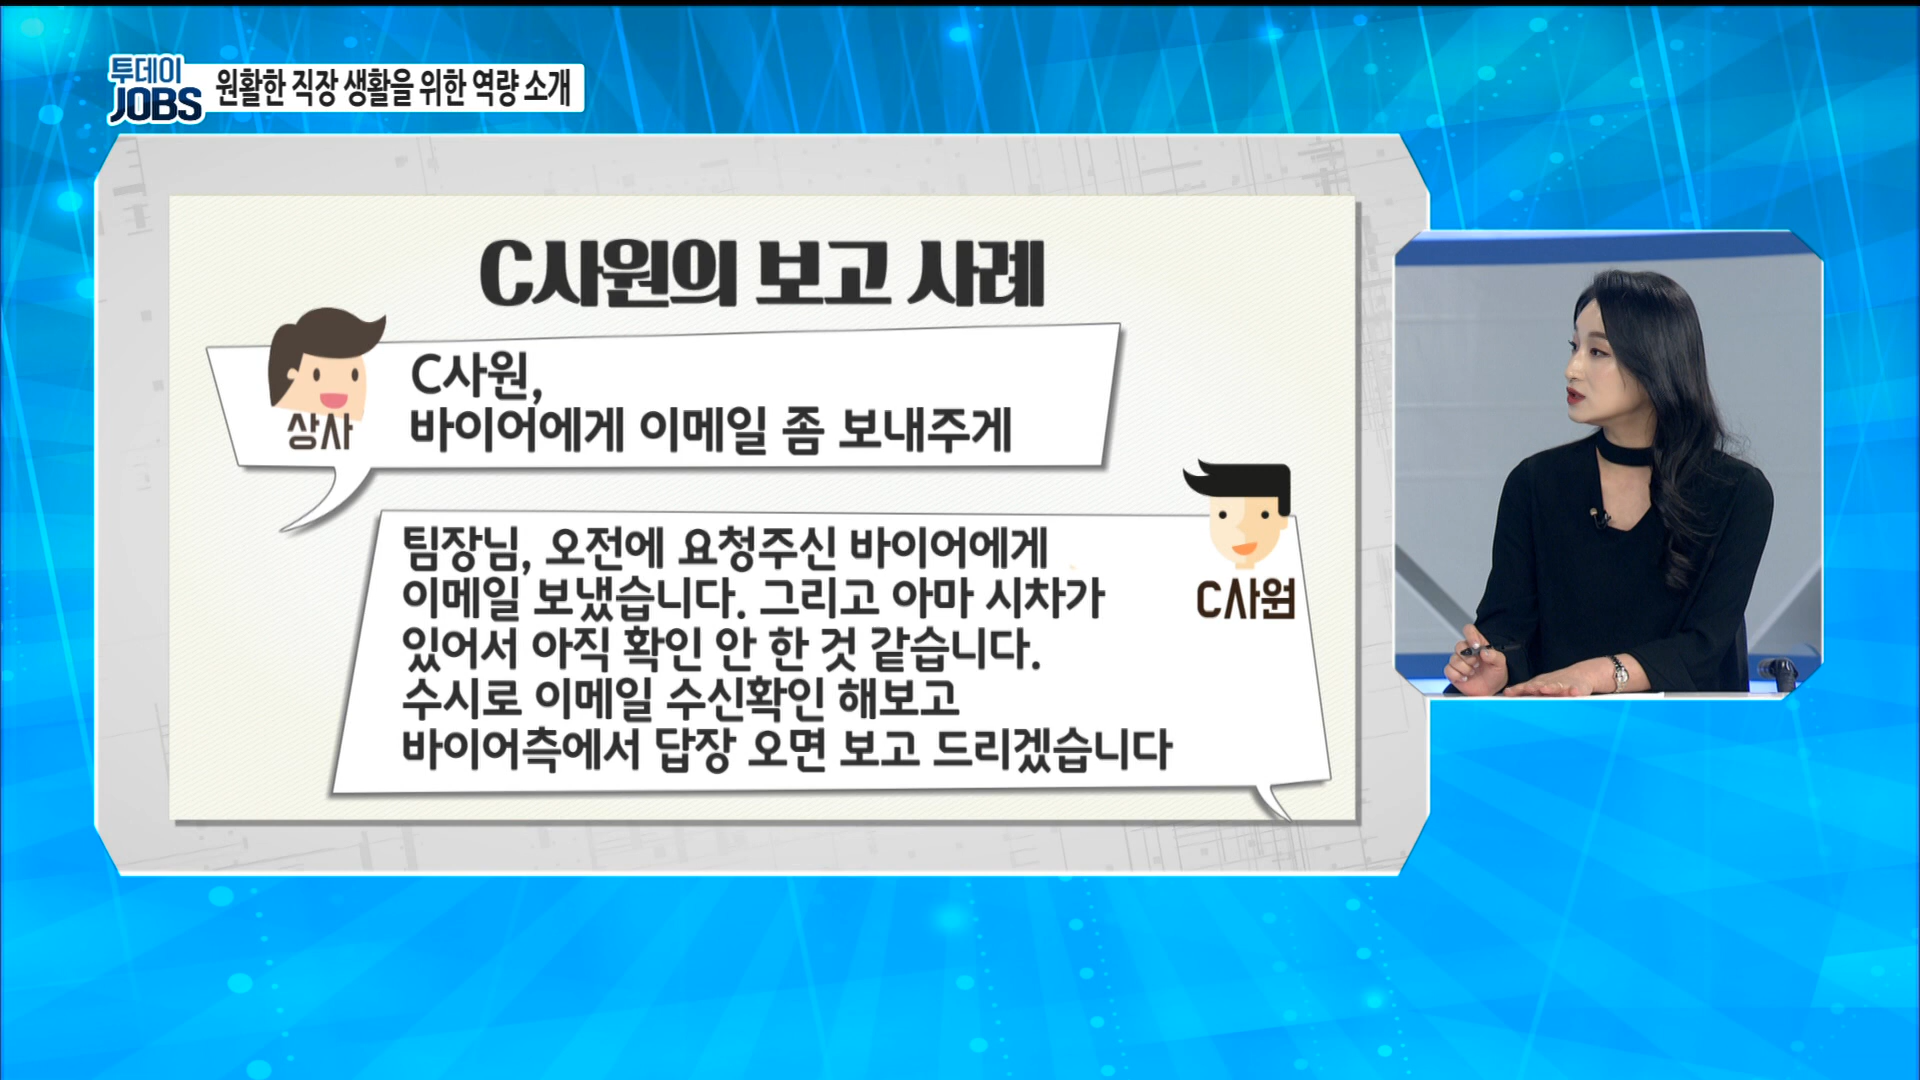 투데이
JOBS
원활한 직장 생활을 위한 역량 소개
C사원의 보고 사례
C사원,
바이어에게 이메일 좀 보내주게
상사
팀장님, 오전에 요청주신 바이어에게
이메일 보냈습니다. 그리고 아마 시차가
있어서 아직 확인 안 한 것 같습니다.
수시로 이메일 수신확인 해보고
바이어측에서 답장 오면 보고 드리겠습니다
C사원